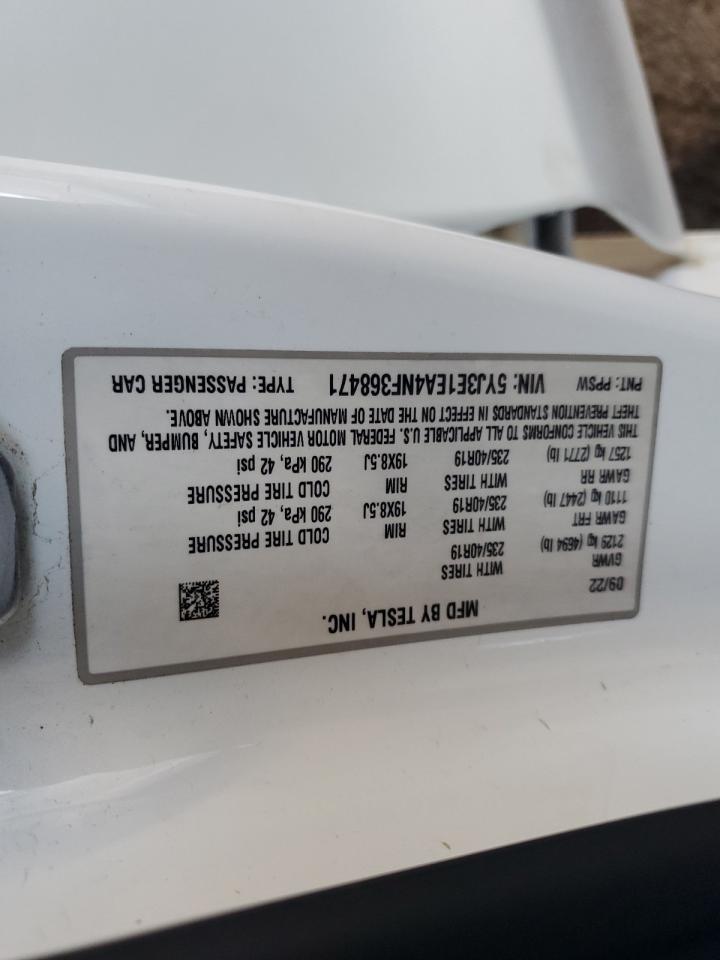 MFD BY TESLA, INC.
09/22
GVWR WITH TIRES
2129 kg (4694 lb) 235/40R19
GAWR FRT WITH TIRES RIM COLD TIRE PRESSURE
1110 kg (2447 lb) 235/40R19 19X8.5J 290 kPa, 42 psi
GAWR RR WITH TIRES RIM COLD TIRE PRESSURE
1257 kg (2771 lb) 235/40R19 19X8.5J 290 kPa, 42 psi
THIS VEHICLE CONFORMS TO ALL APPLICABLE U.S. FEDERAL MOTOR VEHICLE SAFETY, BUMPER, AND
THEFT PREVENTION STANDARDS IN EFFECT ON THE DATE OF MANUFACTURE SHOWN ABOVE.
PNT: PPSW VIN: 5YJ3E1EA4NF368471 TYPE: PASSENGER CAR